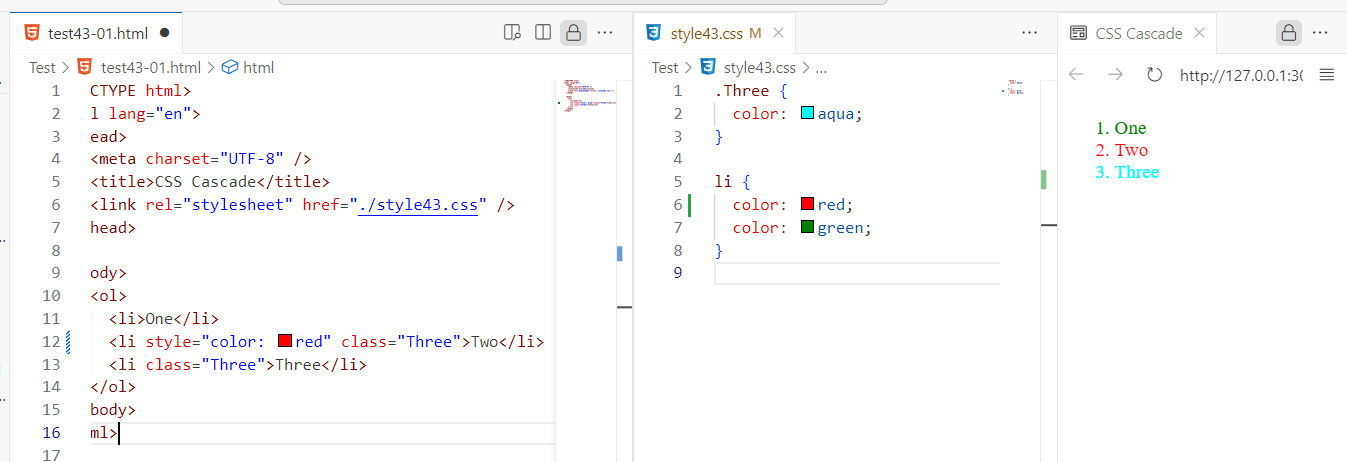 test43-01.html
style43.css M
CSS Cascade
Test > test43-01.html > html
Test > style43.css > ...
http://127.0.0.1:30
1 CTYPE html>
2 l lang="en">
3 ead>
4 <meta charset="UTF-8" />
5 <title>CSS Cascade</title>
6 <link rel="stylesheet" href="./style43.css" />
7 head>
8
9 ody>
10 <ol>
11 <li>One</li>
12 <li style="color: red" class="Three">Two</li>
13 <li class="Three">Three</li>
14 </ol>
15 body>
16 ml>
17
1 .Three {
2 color: aqua;
3 }
4
5 li {
6 color: red;
7 color: green;
8 }
9
1. One
2. Two
3. Three